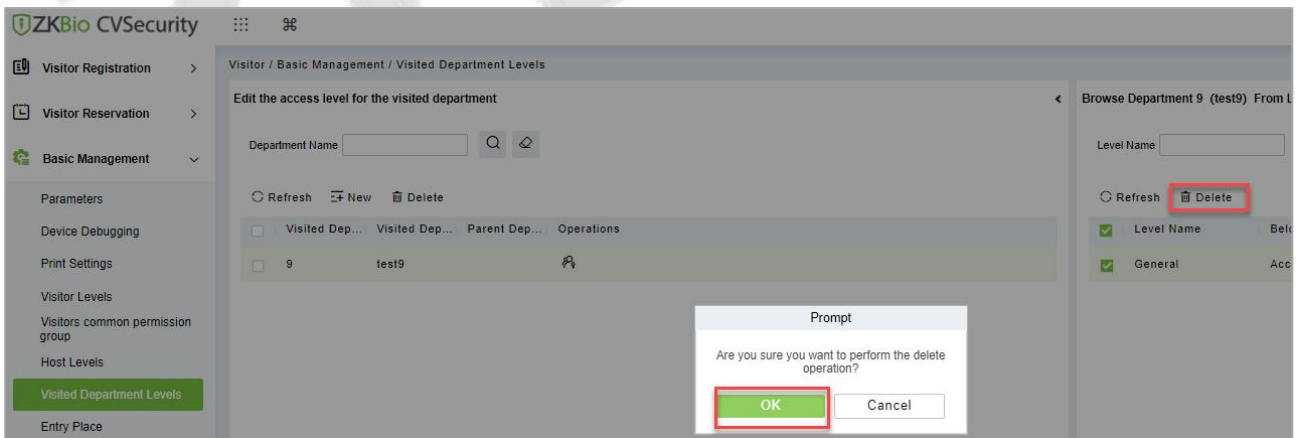 ZKBio CVSecurity
Visitor Registration
Visitor Reservation
Basic Management
Parameters
Device Debugging
Print Settings
Visitor Levels
Visitors common permission
group
Host Levels
Visited Department Levels
Entry Place
Visitor / Basic Management / Visited Department Levels
Edit the access level for the visited department
Department Name
Refresh New Delete
Visited Dep... Visited Dep... Parent Dep... Operations
9 test9
Browse Department 9 (test9) From L
Level Name
Refresh Delete
Level Name Belo
General Acc
Prompt
Are you sure you want to perform the delete
operation?
OK Cancel